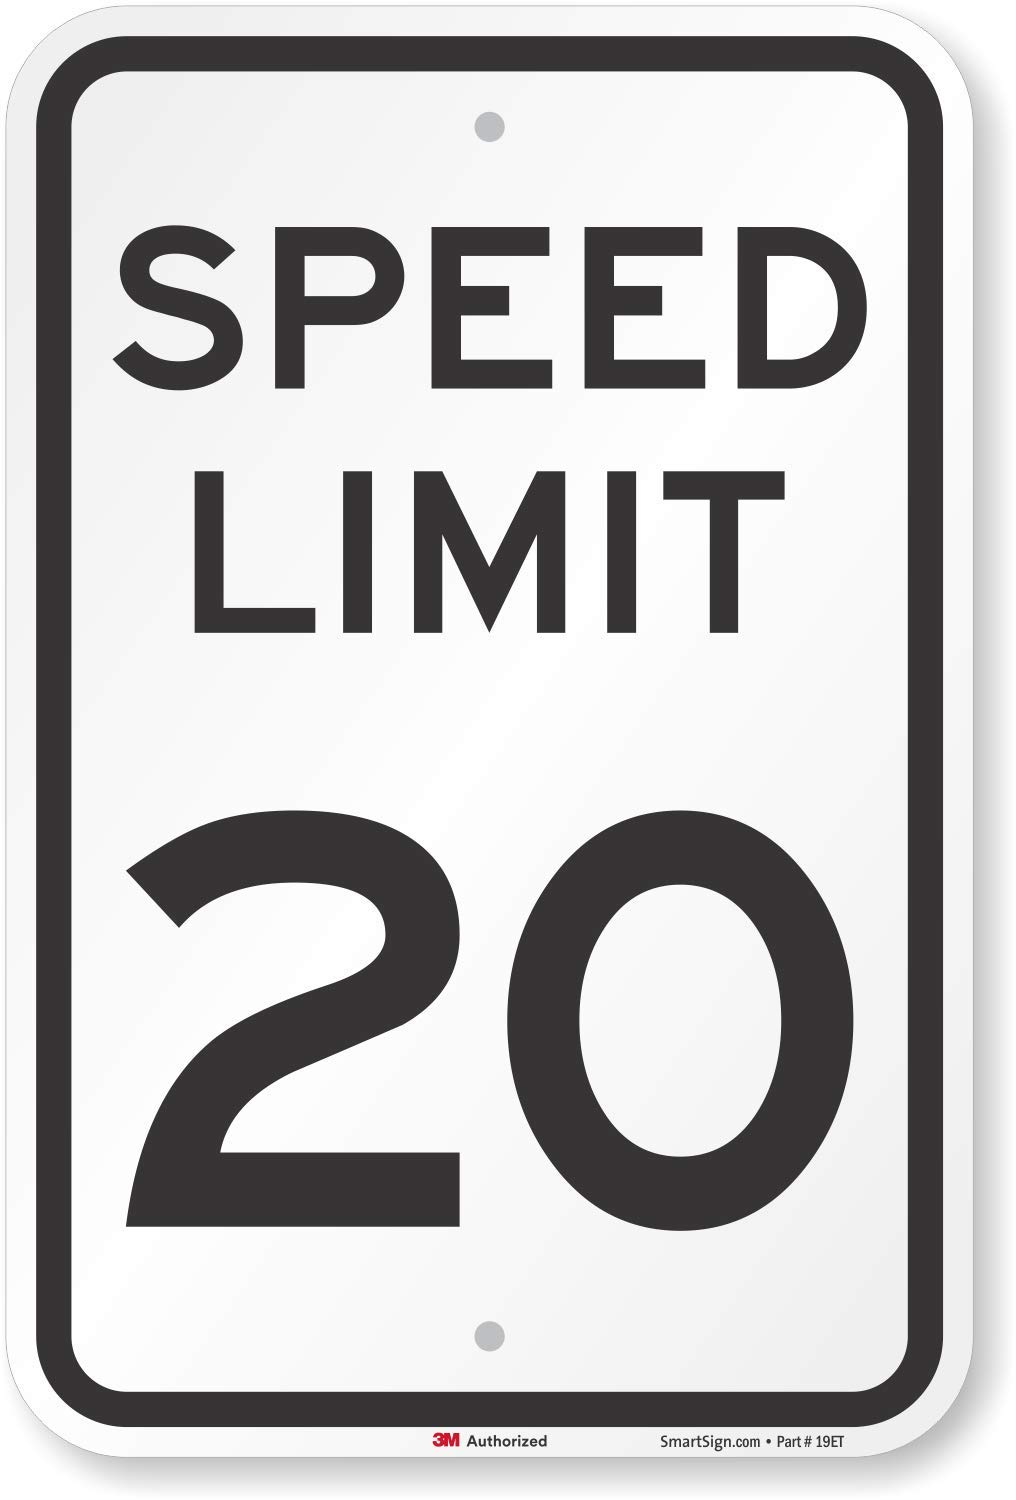 SPEED
LIMIT
20
3M Authorized SmartSign.com • Part # 19ET